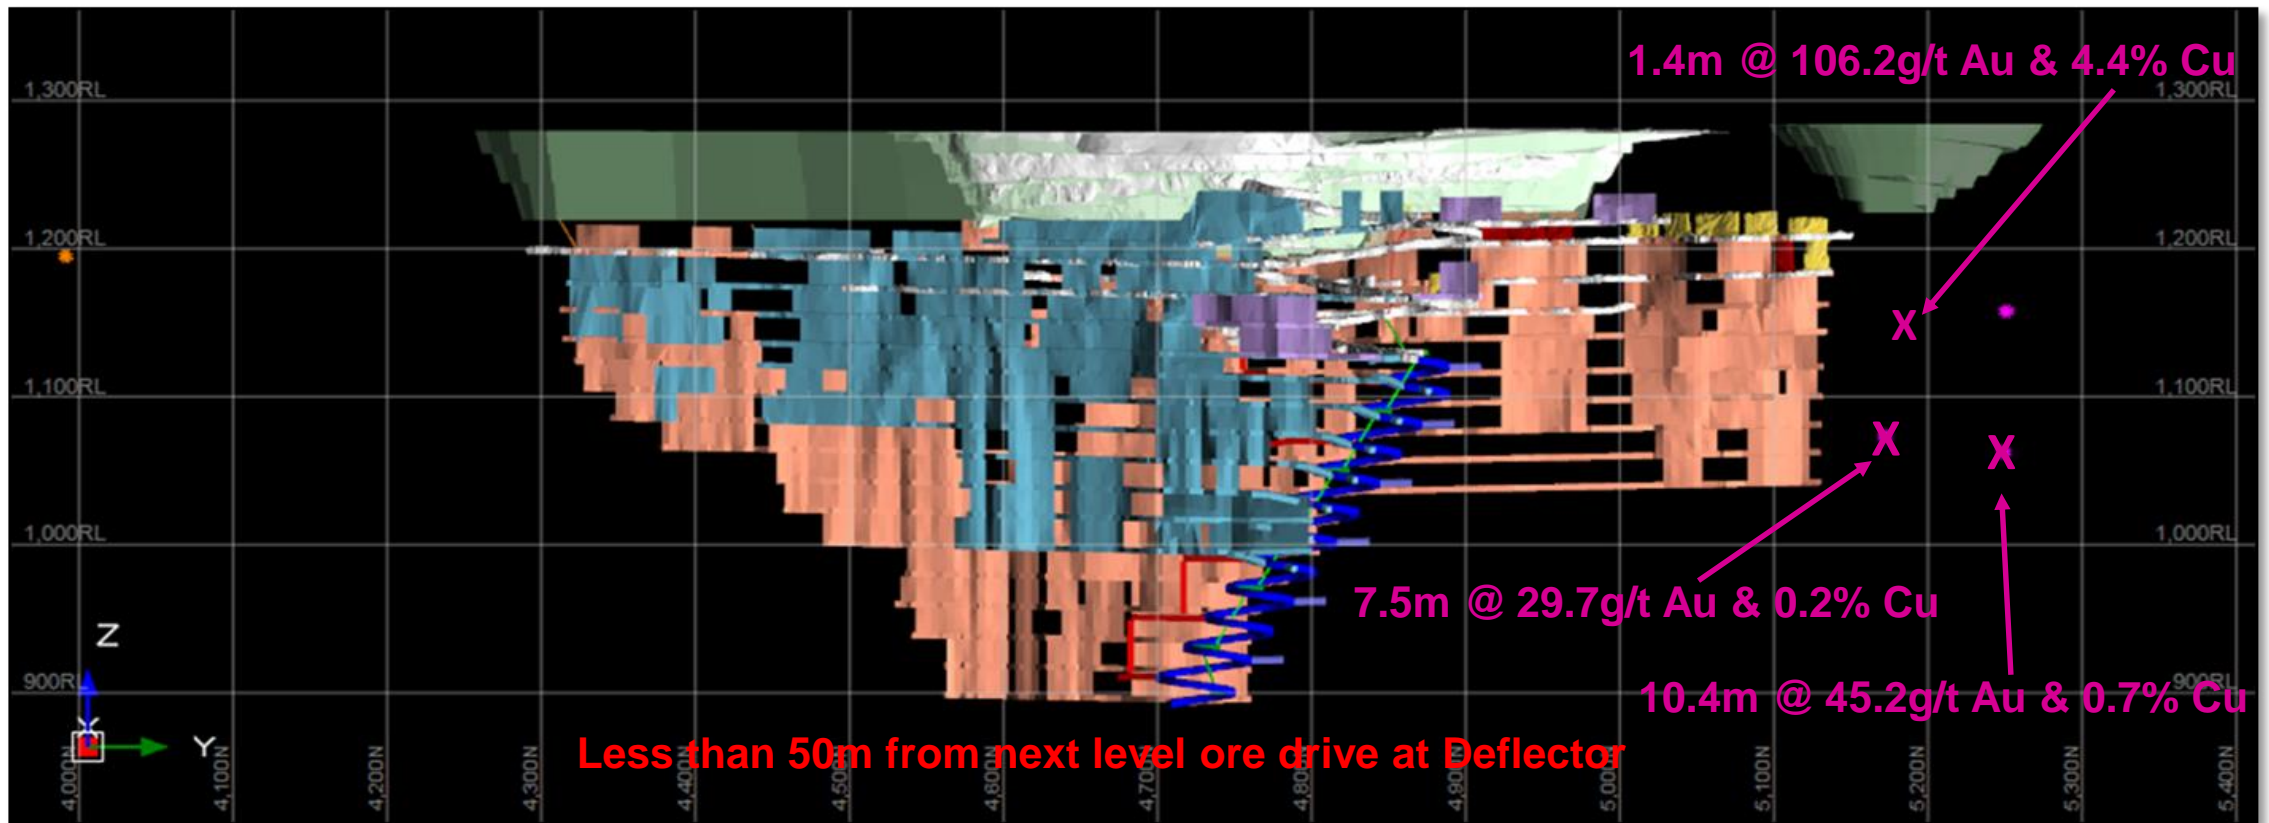 1.4m @ 106.2g/t Au & 4.4% Cu
1,300RL
1,300RL
1,200RL
1,200RL
X
1,100RL
1,100RL
X
X
1,000RL
1,000RL
7.5m @ 29.7g/t Au & 0.2% Cu
Z
900RL
900RL
10.4m @ 45.2g/t Au & 0.7% Cu
X
Y
Less than 50m from next level ore drive at Deflector
4,000N
4,100N
4,200N
4,300N
4,400N
4,500N
4,600N
4,700N
4,800N
4,900N
5,000N
5,100N
5,200N
5,300N
5,400N